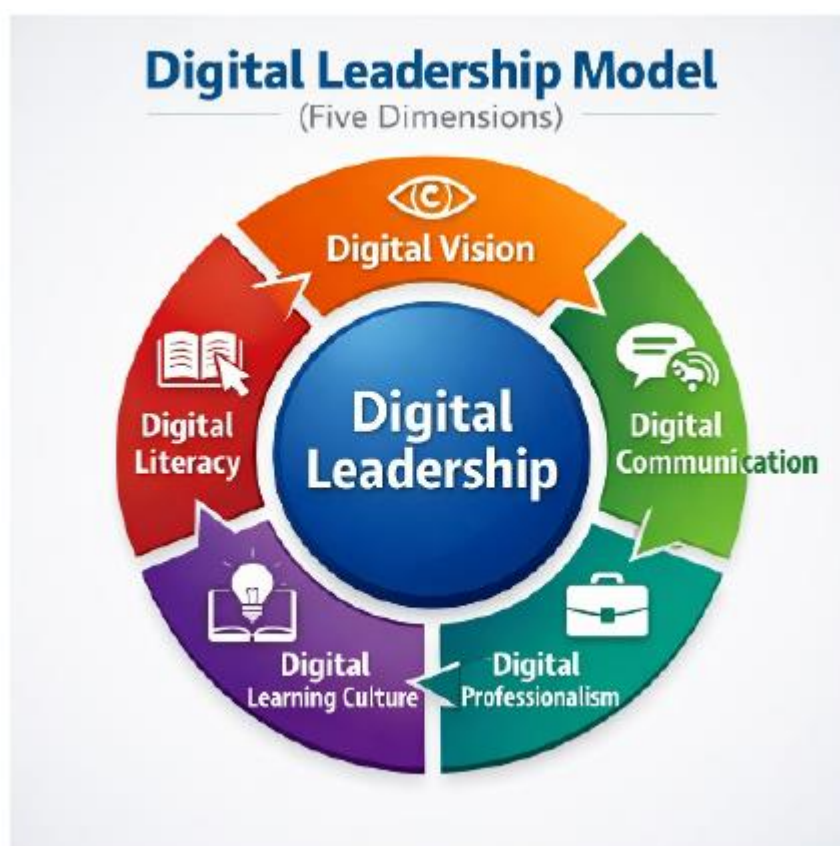 Digital Leadership Model
(Five Dimensions)
Digital Vision
Digital
Communication
Digital
Professionalism
Digital
Learning Culture
Digital
Literacy
Digital
Leadership